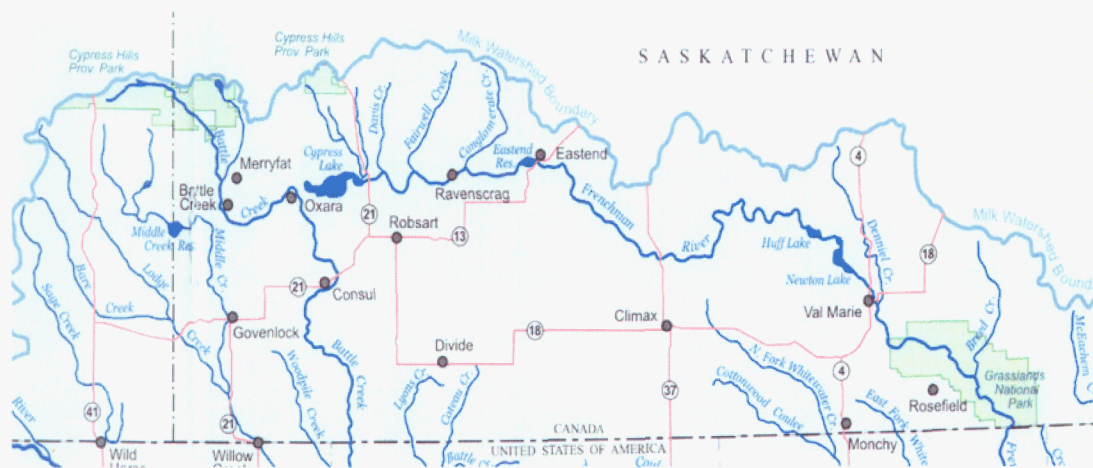 SASKATCHEWAN
Cypress Hills
Prov. Park
Cypress Hills
Prov. Park
Milk Watershed Boundary
Davis Cr.
Fairwell Creek
Conglomerate Cr.
Eastend
Res.
Eastend
Battle
Merryfat
Cypress
Lake
Ravenscrag
Battle
Creek
Creek
Oxara
Frenchman
River
4
Denniel Cr.
Milk Watershed Bound
Middle
Creek Res.
Middle Cr.
21
Robsart
13
Huff Lake
18
Newton Lake
Lodge
Creek
Bare
Creek
Sage Creek
21
Consul
Val Marie
Breed Cr.
McEachern C
Govenlock
Climax
18
Divide
N. Fork Whitewater Cr.
4
Grasslands
National
Park
Woodpile Creek
Battle
Creek
Lyons Cr.
Coteau Cr.
Cottonwood
Coulee
37
East Fork
White
Rosefield
41
21
River
CANADA
UNITED STATES OF AMERICA
Monchy
Wild
Willow